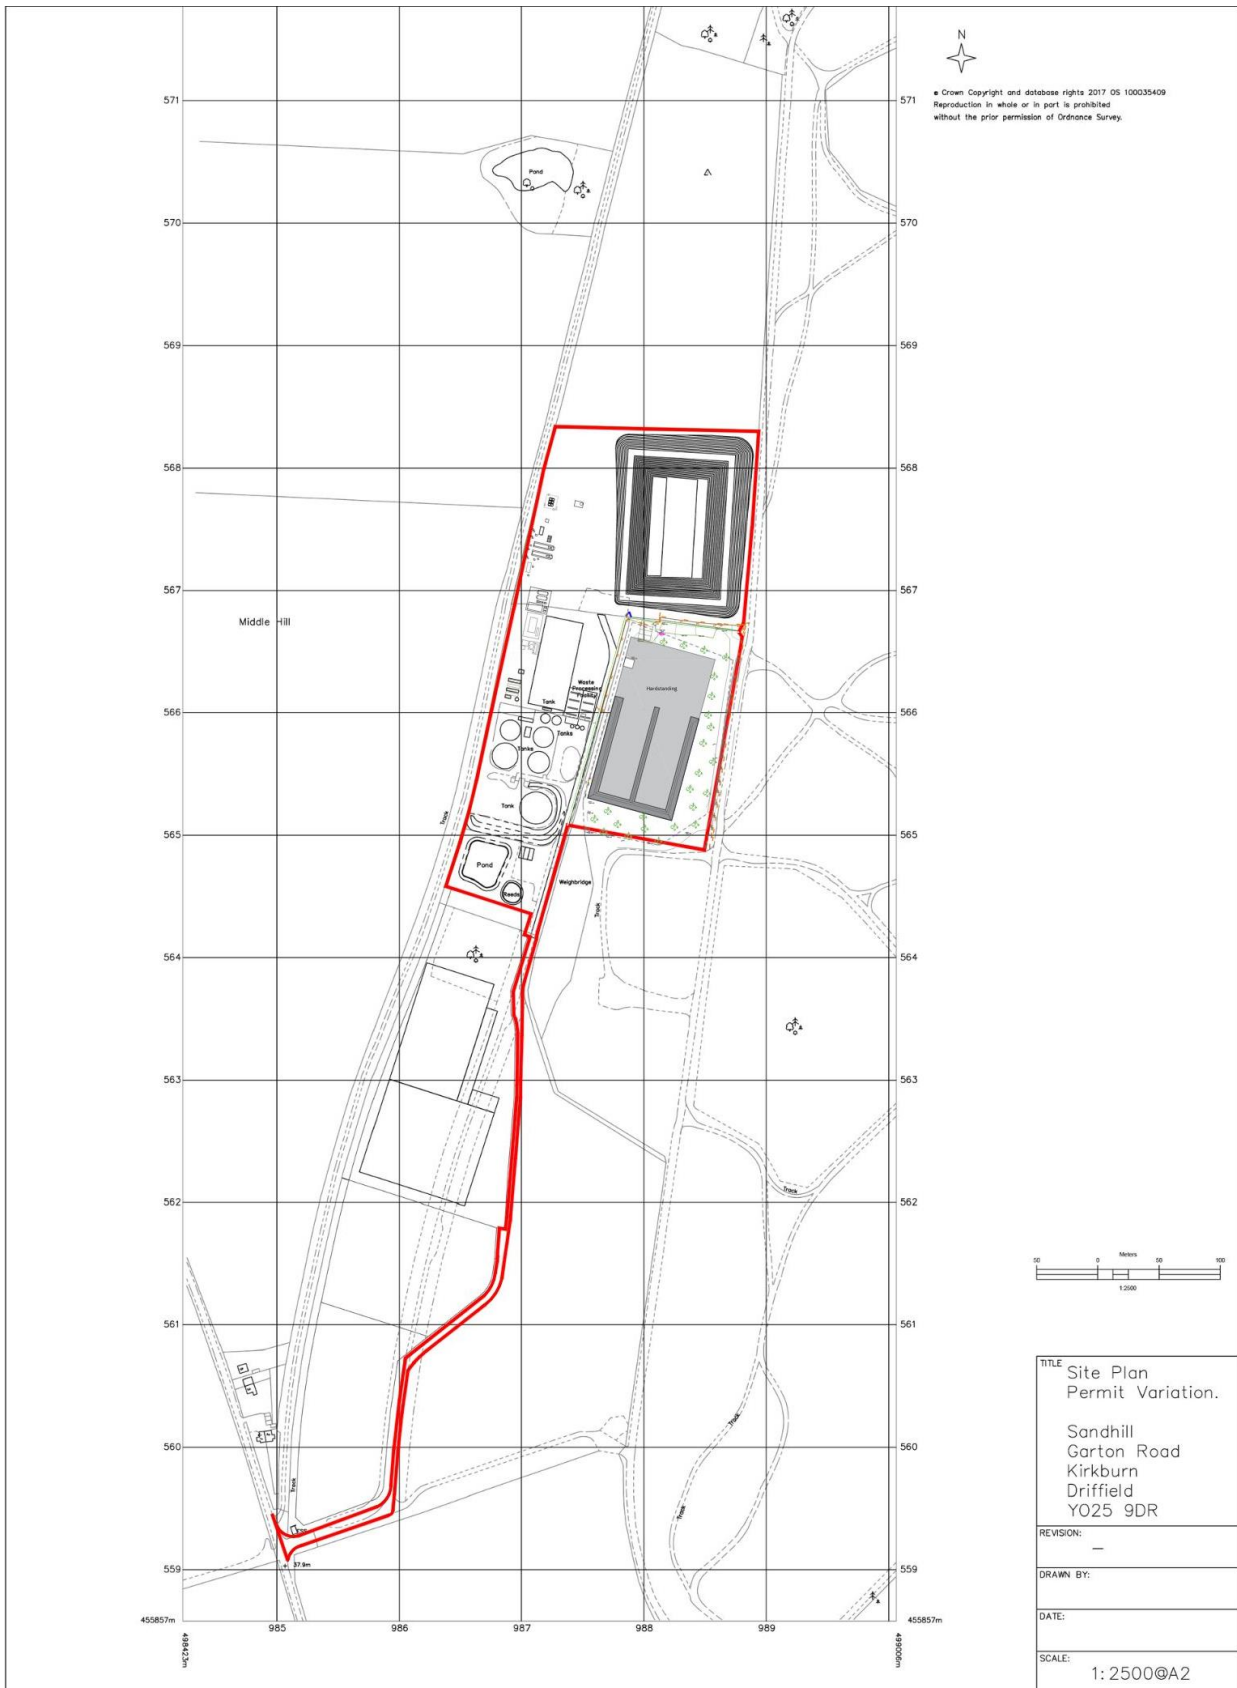 N
© Crown Copyright and database rights 2017 OS 100035409
Reproduction in whole or in part is prohibited
without the prior permission of Ordnance Survey.
571
571
Pond
570
570
569
569
568
568
567
567
Middle Hill
Hardstanding
Waste
Processing
Facility
Tank
566
566
Tanks
Tanks
Tank
Track
565
565
Pond
Reeds
Weighbridge
Track
564
564
563
563
Track
562
562
50
0
Meters
50
100
1:2500
561
561
Track
560
560
Track
Track
ESS
37.9m
559
559
455857m
455857m
985
986
987
988
989
498423m
499006m
TITLE
Site Plan
Permit Variation.
Sandhill
Garton Road
Kirkburn
Driffield
YO25 9DR
REVISION:
—
DRAWN BY:
DATE:
SCALE:
1:2500@A2